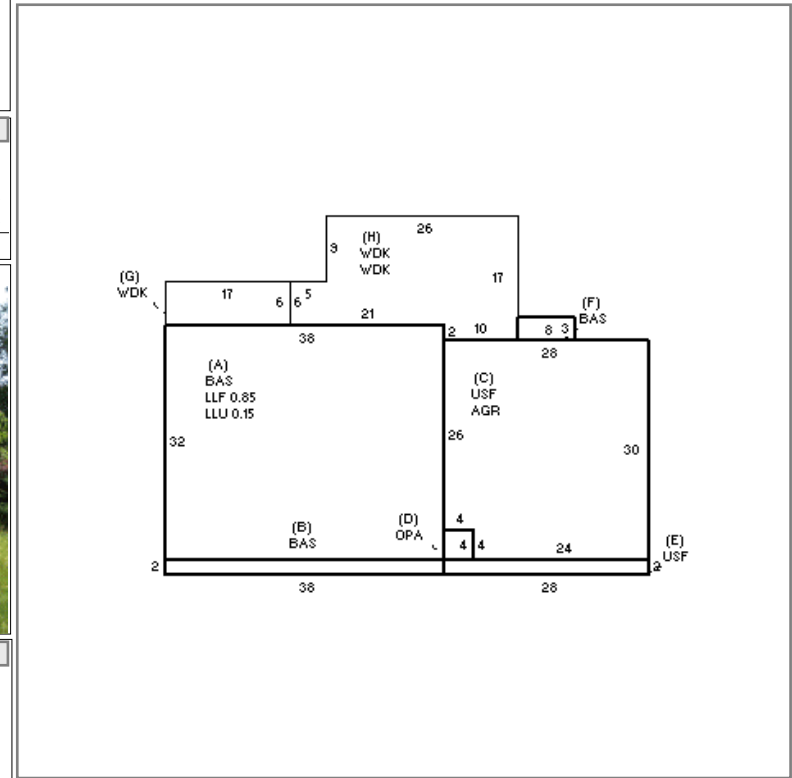 26
(H)
WDK
WDK
9
17
(G)
WDK
17
6 6 5
21
(F)
BAS
2 10
8 3
38
28
(A)
BAS
LLF 0.85
LLU 0.15
(C)
USF
AGR
32
26
30
4
(D)
OPA
4 4
(B)
BAS
24
(E)
USF
2
2
38
28